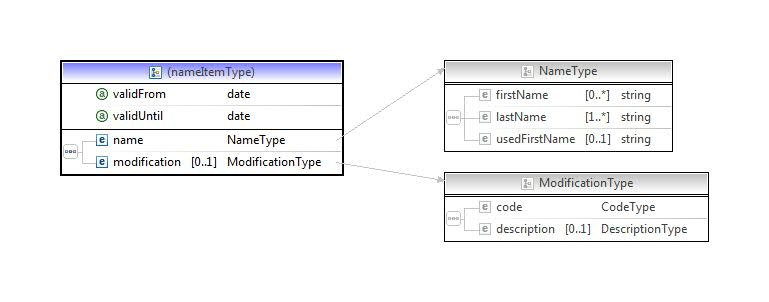 (nameItemType)
validFrom date
validUntil date
name NameType
modification [0..1] ModificationType
NameType
firstName [0..*] string
lastName [1..*] string
usedFirstName [0..1] string
ModificationType
code CodeType
description [0..1] DescriptionType